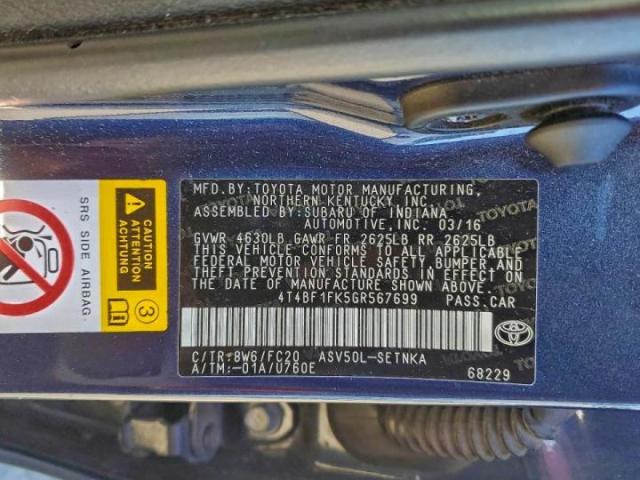 MFD.BY:TOYOTA MOTOR MANUFACTURING,
NORTHERN KENTUCKY,INC.
ASSEMBLED BY:SUBARU OF INDIANA
AUTOMOTIVE,INC. 03/16
GVWR 4630LB GAWR FR 2625LB RR 2625LB
THIS VEHICLE CONFORMS TO ALL APPLICABLE
FEDERAL MOTOR VEHICLE SAFETY,BUMPER,AND
THEFT PREVENTION STANDARDS IN EFFECT ON
THE DATE OF MANUFACTURE SHOWN ABOVE.
4T4BF1FK5GR567699 PASS.CAR
C/TR:8W6/FC20 ASV50L-SETNKA
A/TM:-01A/U760E
68229
TOYOTA
SRS SIDE AIRBAG
CAUTION
ATTENTION
ACHTUNG
3